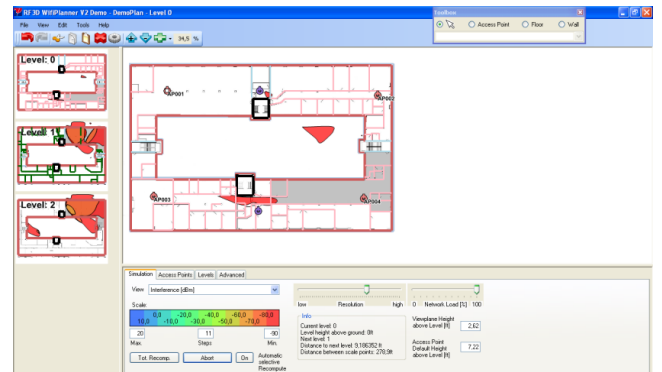 RF3D WifiPlanner V2 Demo - DemoPlan - Level 0
Toolbox
File View Edit Tools Help
Access Point Floor Wall
34,5 %
Level: 0
Level: 1
Level: 2
AP001
AP002
AP003
AP004
Simulation Access Points Levels Advanced
View Interference [dBm]
low Resolution high
0 Network Load [%] 100
Scale:
0,0 -20,0 -40,0 -60,0 -80,0
10,0 -10,0 -30,0 -50,0 -70,0
20 11 -90
Max. Steps Min.
Tot. Recomp. Abort On Automatic selective Recompute
Info
Current level: 0
Level height above ground: 0ft
Next level: 1
Distance to next level: 9,186352 ft
Distance between scale points: 278,9ft
Viewplane Height
above Level [ft] 2.62
Access Point
Default Height 7.22
above Level [ft]